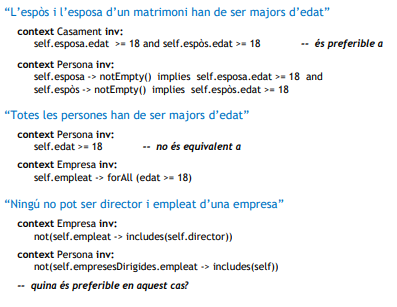 “L’espòs i l’esposa d’un matrimoni han de ser majors d’edat”
context Casament inv:
self.esposa.edat >= 18 and self.espòs.edat >= 18 -- és preferible a
context Persona inv:
self.esposa -> notEmpty() implies self.esposa.edat >= 18 and
self.espòs -> notEmpty() implies self.espòs.edat >= 18
“Totes les persones han de ser majors d’edat”
context Persona inv:
self.edat >= 18 -- no és equivalent a
context Empresa inv:
self.empleat -> forAll (edat >= 18)
“Ningú no pot ser director i empleat d’una empresa”
context Empresa inv:
not(self.empleat -> includes(self.director))
context Persona inv:
not(self.empresesDirigides.empleat -> includes(self))
-- quina és preferible en aquest cas?